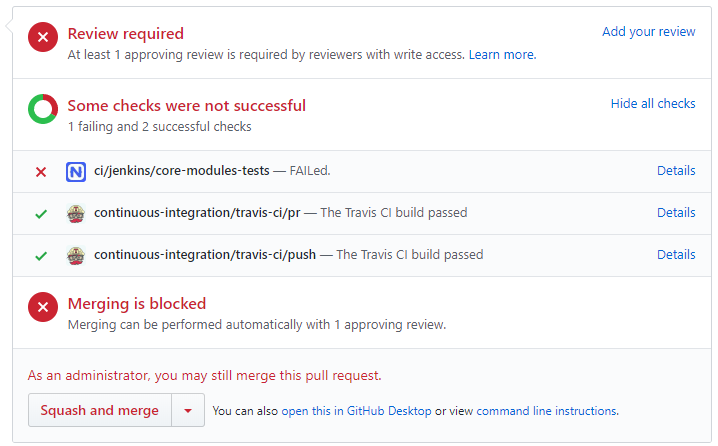 Review required
Add your review
At least 1 approving review is required by reviewers with write access. Learn more.
Some checks were not successful
Hide all checks
1 failing and 2 successful checks
ci/jenkins/core-modules-tests — FAILed.
Details
continuous-integration/travis-ci/pr — The Travis CI build passed
Details
continuous-integration/travis-ci/push — The Travis CI build passed
Details
Merging is blocked
Merging can be performed automatically with 1 approving review.
As an administrator, you may still merge this pull request.
Squash and merge
You can also open this in GitHub Desktop or view command line instructions.